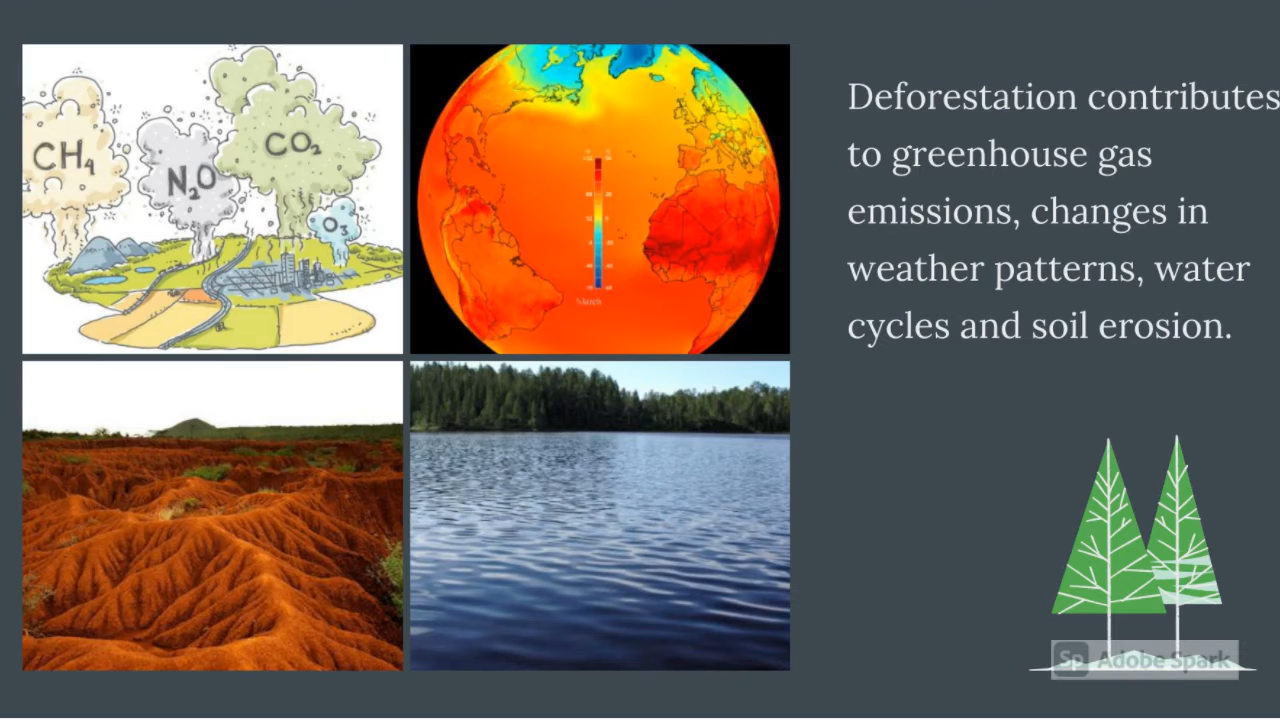 CH₄
N₂O
CO₂
O₃
Deforestation contributes
to greenhouse gas
emissions, changes in
weather patterns, water
cycles and soil erosion.
Sp Adobe Spark